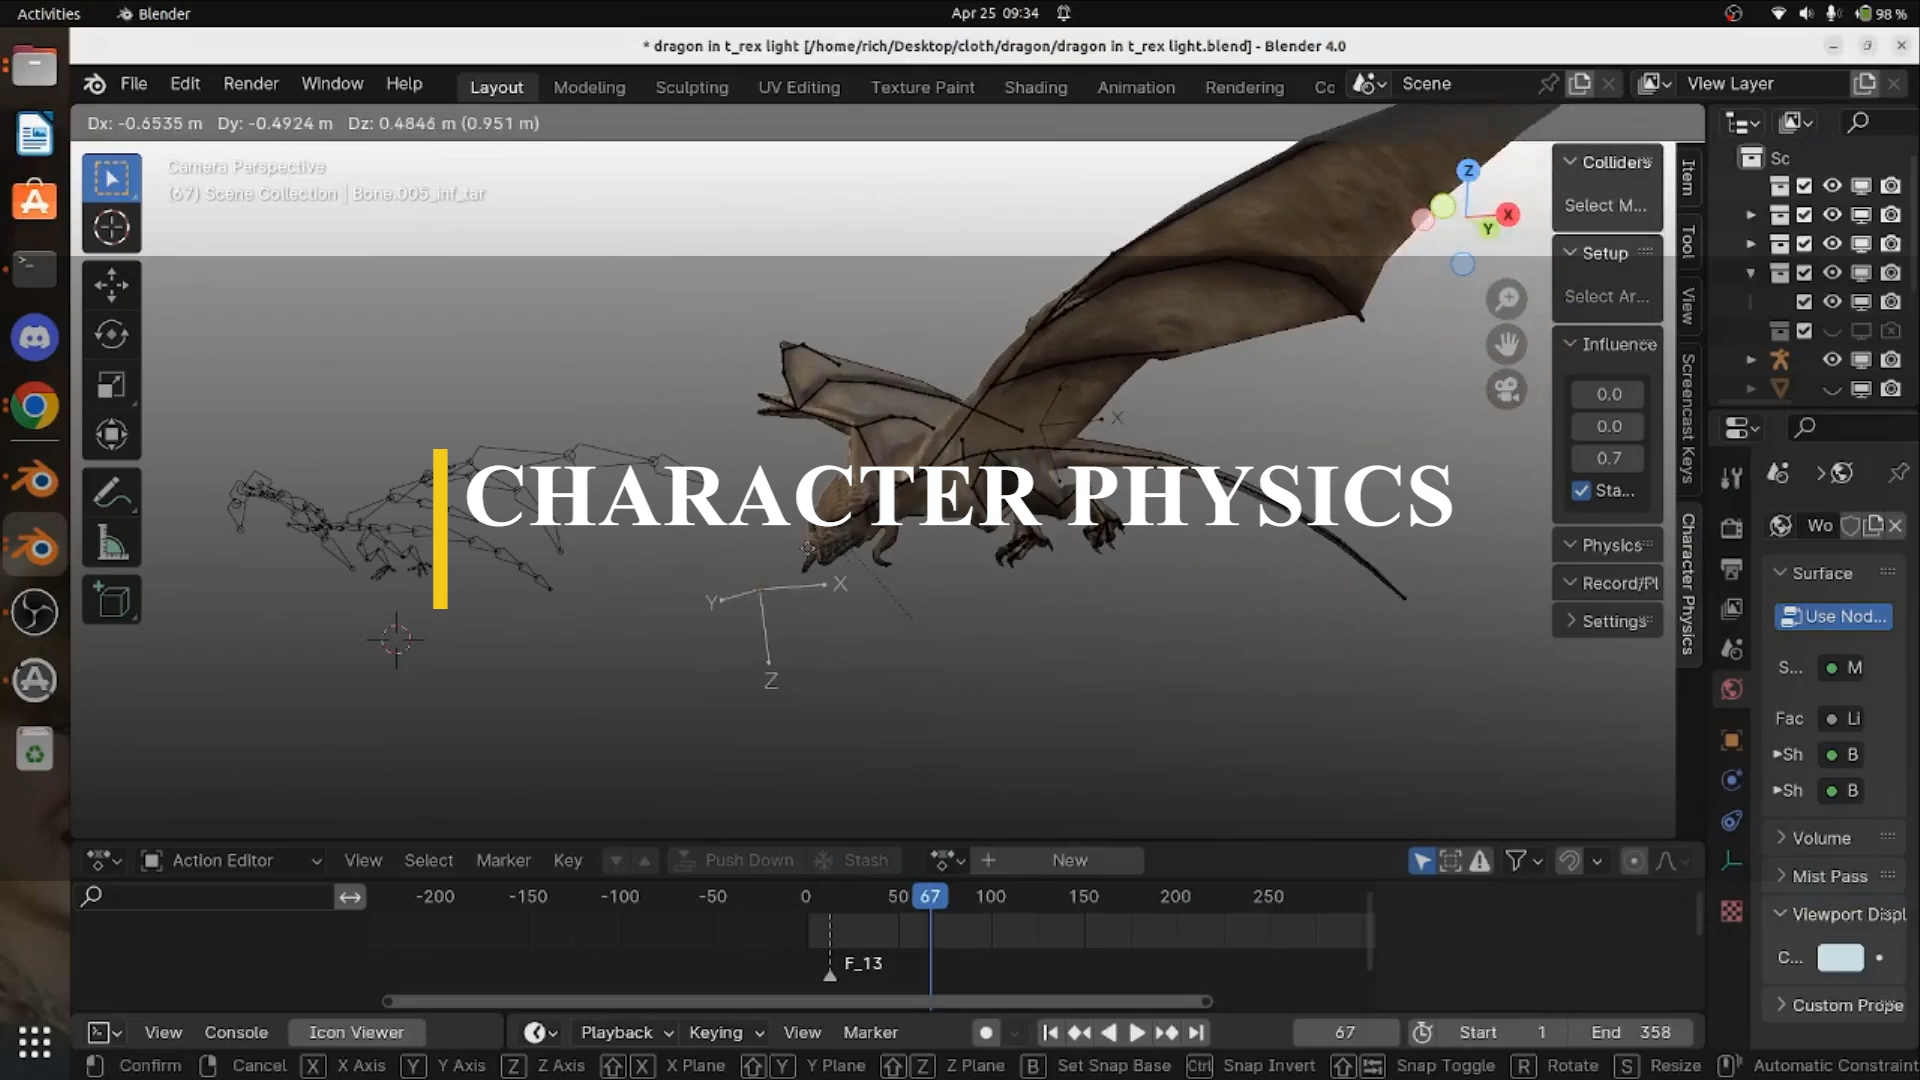 Activities
Blender
Apr 25 09:34
98 %
* dragon in t_rex light [/home/rich/Desktop/cloth/dragon/dragon in t_rex light.blend] - Blender 4.0
File Edit Render Window Help
Layout Modeling Sculpting UV Editing Texture Paint Shading Animation Rendering Co
Scene
View Layer
Dx: -0.6535 m Dy: -0.4924 m Dz: 0.4846 m (0.951 m)
Camera Perspective
(67) Scene Collection | Bone.005_inf_tar
Z
X
Y
Colliders
Select M...
Setup
Select Ar...
Influence
0.0
0.0
0.7
Sta...
Physics
Record/Pl
Settings
Item
Tool
View
Screencast Keys
Character Physics
Sc
X
CHARACTER PHYSICS
Y
X
Z
Wo
Surface
Use Nod...
S... M
Fac Li
Sh B
Sh B
Volume
Mist Pass
Viewport Displ
C...
Custom Prope
Action Editor View Select Marker Key Push Down Stash New
-200 -150 -100 -50 0 50 67 100 150 200 250
F_13
View Console Icon Viewer
Playback Keying View Marker
67 Start 1 End 358
Confirm Cancel X X Axis Y Y Axis Z Z Axis X X Plane Y Y Plane Z Z Plane B Set Snap Base Ctrl Snap Invert Snap Toggle R Rotate S Resize Automatic Constraint